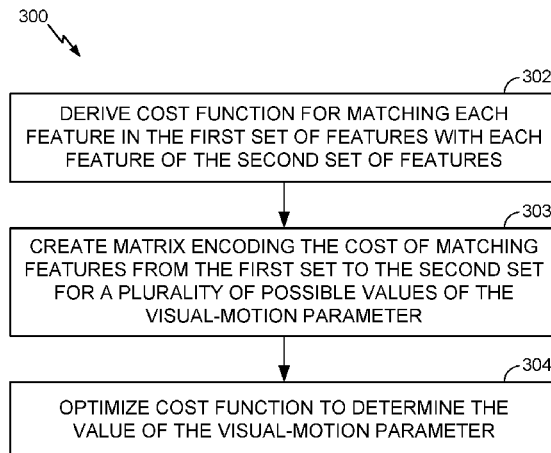 300
302
DERIVE COST FUNCTION FOR MATCHING EACH
FEATURE IN THE FIRST SET OF FEATURES WITH EACH
FEATURE OF THE SECOND SET OF FEATURES
303
CREATE MATRIX ENCODING THE COST OF MATCHING
FEATURES FROM THE FIRST SET TO THE SECOND SET
FOR A PLURALITY OF POSSIBLE VALUES OF THE
VISUAL-MOTION PARAMETER
304
OPTIMIZE COST FUNCTION TO DETERMINE THE
VALUE OF THE VISUAL-MOTION PARAMETER